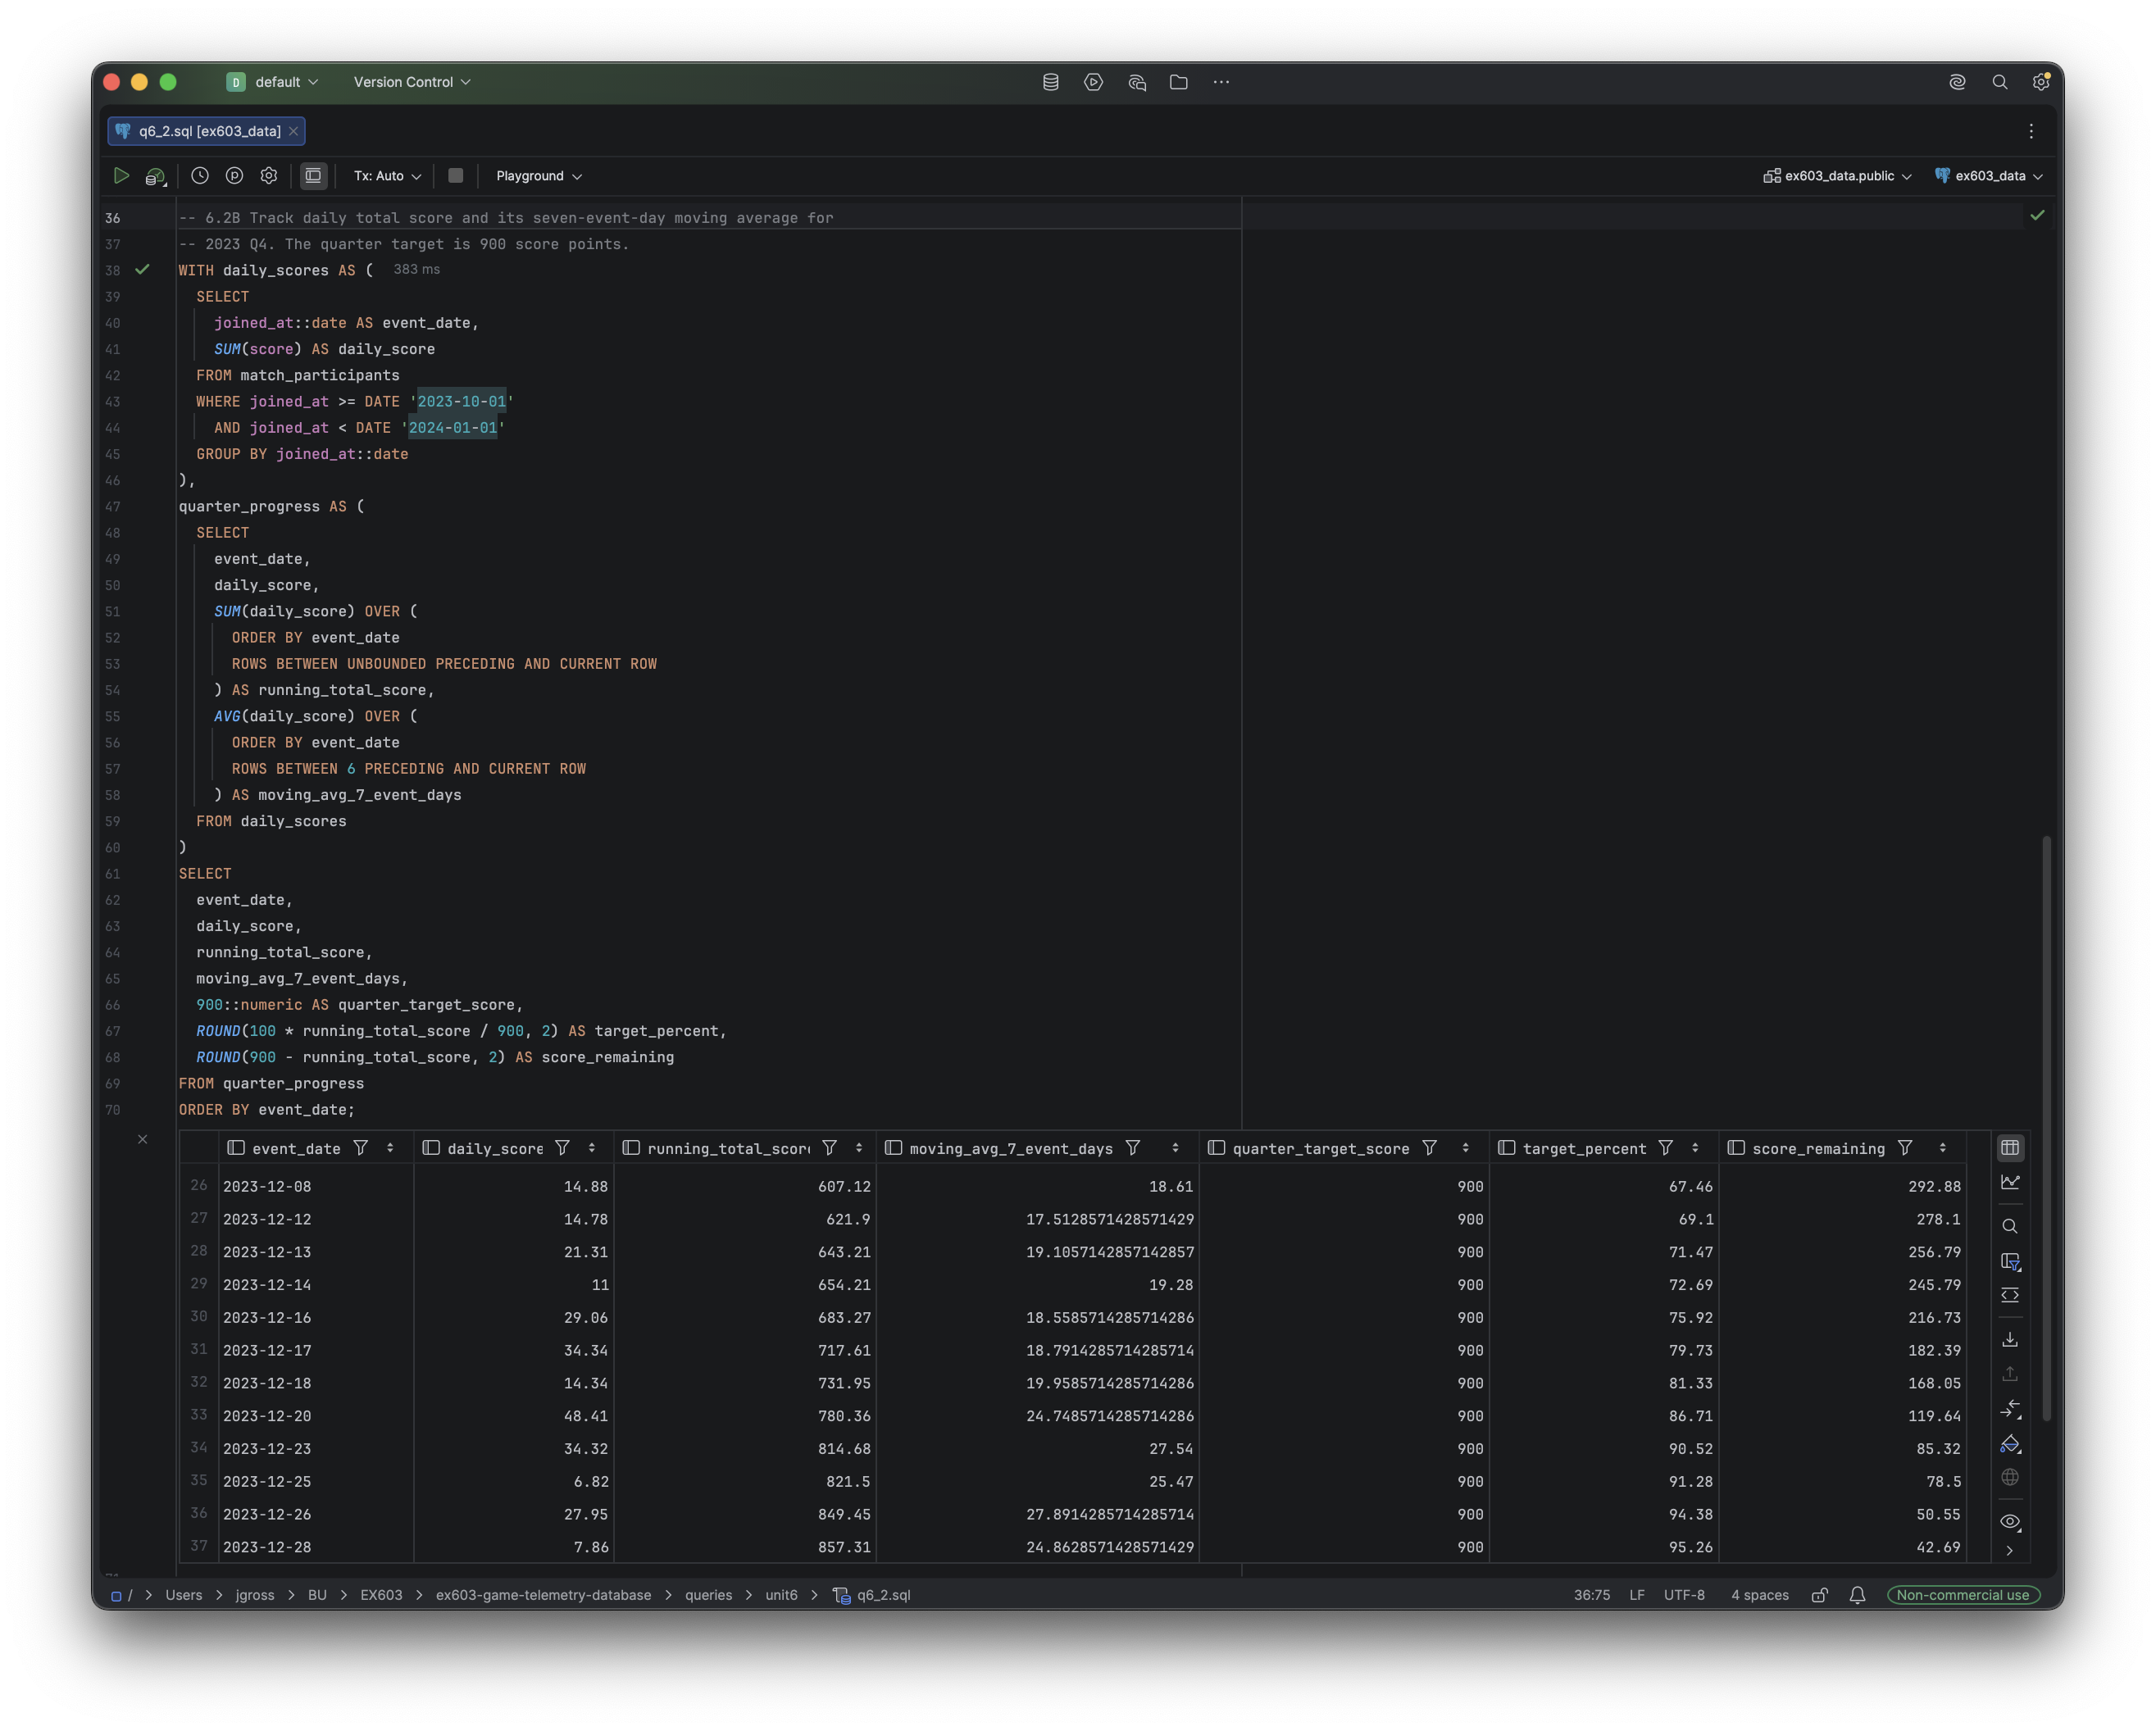 D default Version Control
q6_2.sql [ex603_data]
Tx: Auto Playground ex603_data.public ex603_data
36 -- 6.2B Track daily total score and its seven-event-day moving average for
37 -- 2023 Q4. The quarter target is 900 score points.
38 WITH daily_scores AS ( 383 ms
39 SELECT
40 joined_at::date AS event_date,
41 SUM(score) AS daily_score
42 FROM match_participants
43 WHERE joined_at >= DATE '2023-10-01'
44 AND joined_at < DATE '2024-01-01'
45 GROUP BY joined_at::date
46 ),
47 quarter_progress AS (
48 SELECT
49 event_date,
50 daily_score,
51 SUM(daily_score) OVER (
52 ORDER BY event_date
53 ROWS BETWEEN UNBOUNDED PRECEDING AND CURRENT ROW
54 ) AS running_total_score,
55 AVG(daily_score) OVER (
56 ORDER BY event_date
57 ROWS BETWEEN 6 PRECEDING AND CURRENT ROW
58 ) AS moving_avg_7_event_days
59 FROM daily_scores
60 )
61 SELECT
62 event_date,
63 daily_score,
64 running_total_score,
65 moving_avg_7_event_days,
66 900::numeric AS quarter_target_score,
67 ROUND(100 * running_total_score / 900, 2) AS target_percent,
68 ROUND(900 - running_total_score, 2) AS score_remaining
69 FROM quarter_progress
70 ORDER BY event_date;
event_date daily_score running_total_scor moving_avg_7_event_days quarter_target_score target_percent score_remaining
26 2023-12-08 14.88 607.12 18.61 900 67.46 292.88
27 2023-12-12 14.78 621.9 17.5128571428571429 900 69.1 278.1
28 2023-12-13 21.31 643.21 19.1057142857142857 900 71.47 256.79
29 2023-12-14 11 654.21 19.28 900 72.69 245.79
30 2023-12-16 29.06 683.27 18.5585714285714286 900 75.92 216.73
31 2023-12-17 34.34 717.61 18.7914285714285714 900 79.73 182.39
32 2023-12-18 14.34 731.95 19.9585714285714286 900 81.33 168.05
33 2023-12-20 48.41 780.36 24.7485714285714286 900 86.71 119.64
34 2023-12-23 34.32 814.68 27.54 900 90.52 85.32
35 2023-12-25 6.82 821.5 25.47 900 91.28 78.5
36 2023-12-26 27.95 849.45 27.8914285714285714 900 94.38 50.55
37 2023-12-28 7.86 857.31 24.8628571428571429 900 95.26 42.69
/ Users jgross BU EX603 ex603-game-telemetry-database queries unit6 q6_2.sql 36:75 LF UTF-8 4 spaces Non-commercial use